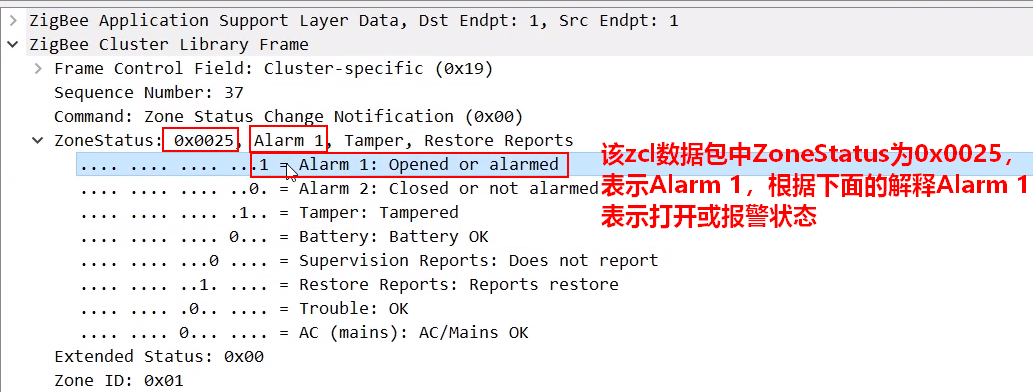 ZigBee Application Support Layer Data, Dst Endpt: 1, Src Endpt: 1
ZigBee Cluster Library Frame
Frame Control Field: Cluster-specific (0x19)
Sequence Number: 37
Command: Zone Status Change Notification (0x00)
ZoneStatus: 0x0025, Alarm 1, Tamper, Restore Reports
.... .... .... ...1 = Alarm 1: Opened or alarmed
.... .... .... ..0. = Alarm 2: Closed or not alarmed
.... .... .... .1.. = Tamper: Tampered
.... .... .... 0... = Battery: Battery OK
.... .... ...0 .... = Supervision Reports: Does not report
.... .... ..1. .... = Restore Reports: Reports restore
.... .... .0.. .... = Trouble: OK
.... .... 0... .... = AC (mains): AC/Mains OK
Extended Status: 0x00
Zone ID: 0x01
该zcl数据包中ZoneStatus为0x0025，
表示Alarm 1，根据下面的解释Alarm 1
表示打开或报警状态